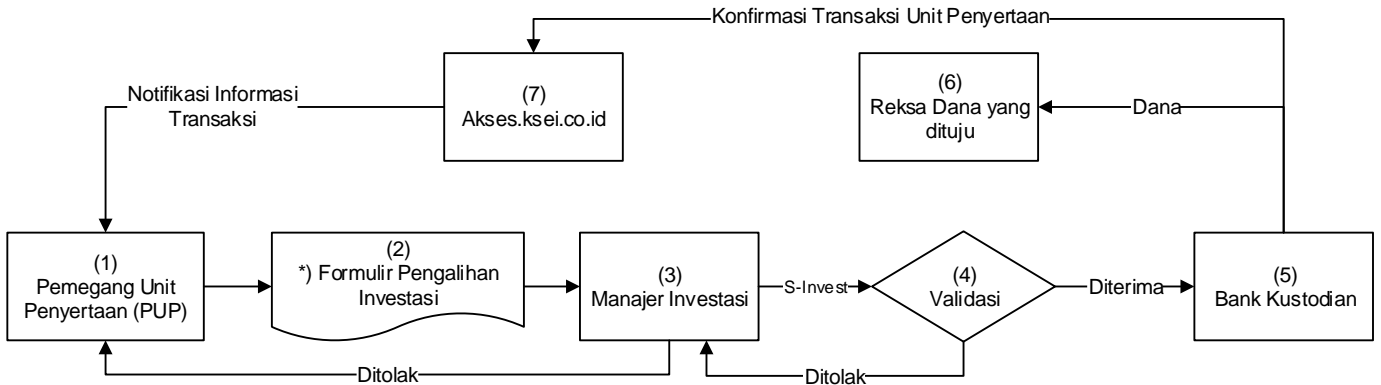 Konfirmasi Transaksi Unit Penyertaan
Notifikasi Informasi
Transaksi
(7)
Akses.ksei.co.id
(6)
Reksa Dana yang
dituju
Dana
(1)
Pemegang Unit
Penyertaan (PUP)
(2)
*) Formulir Pengalihan
Investasi
(3)
Manajer Investasi
S-Invest
(4)
Validasi
Diterima
(5)
Bank Kustodian
Ditolak
Ditolak